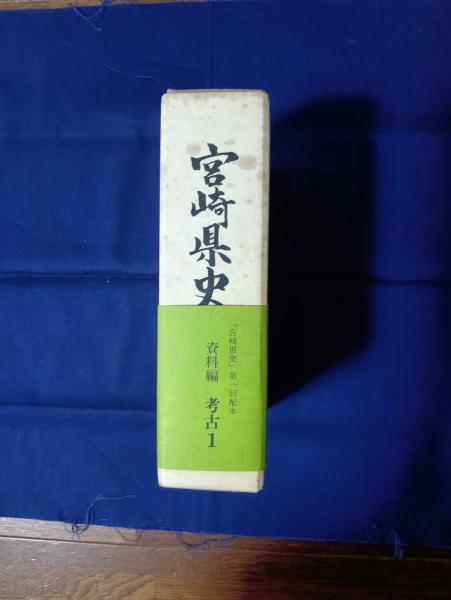 宮崎県史
『宮崎県史』第一回配本
資料編 考古1